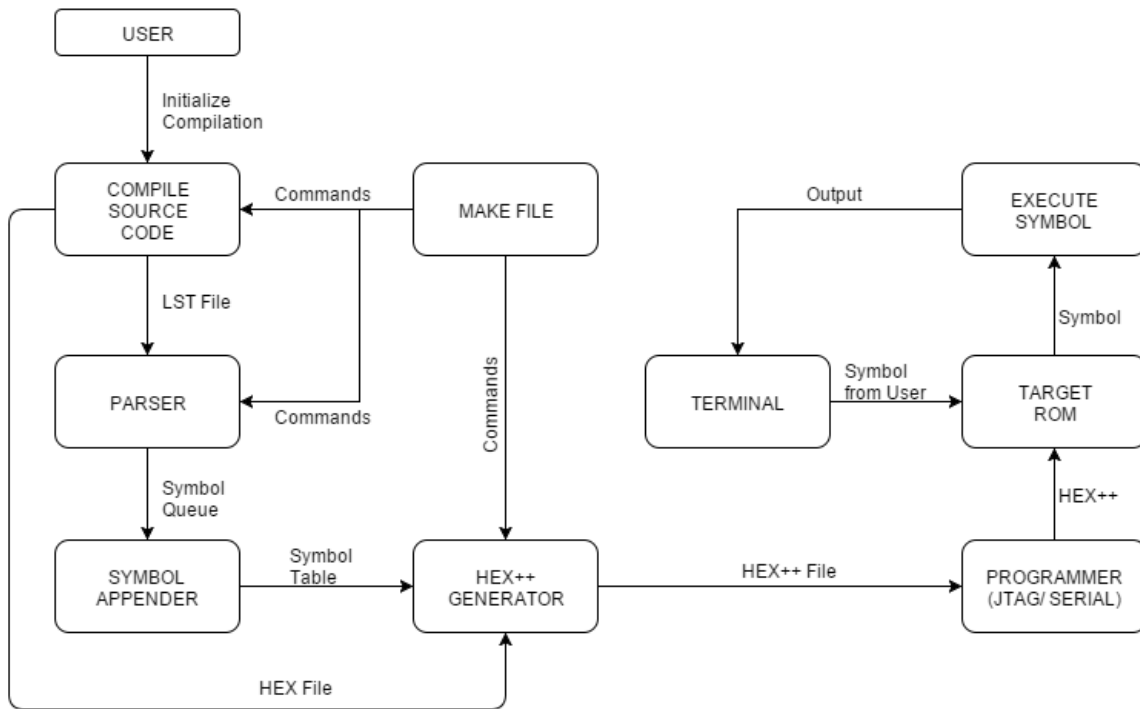 USER
Initialize
Compilation
COMPILE
SOURCE
CODE
Commands
MAKE FILE
Output
EXECUTE
SYMBOL
LST File
Symbol
PARSER
Commands
Commands
TERMINAL
Symbol
from User
TARGET
ROM
Symbol
Queue
HEX++
SYMBOL
APPENDER
Symbol
Table
HEX++
GENERATOR
HEX++ File
PROGRAMMER
(JTAG/ SERIAL)
HEX File